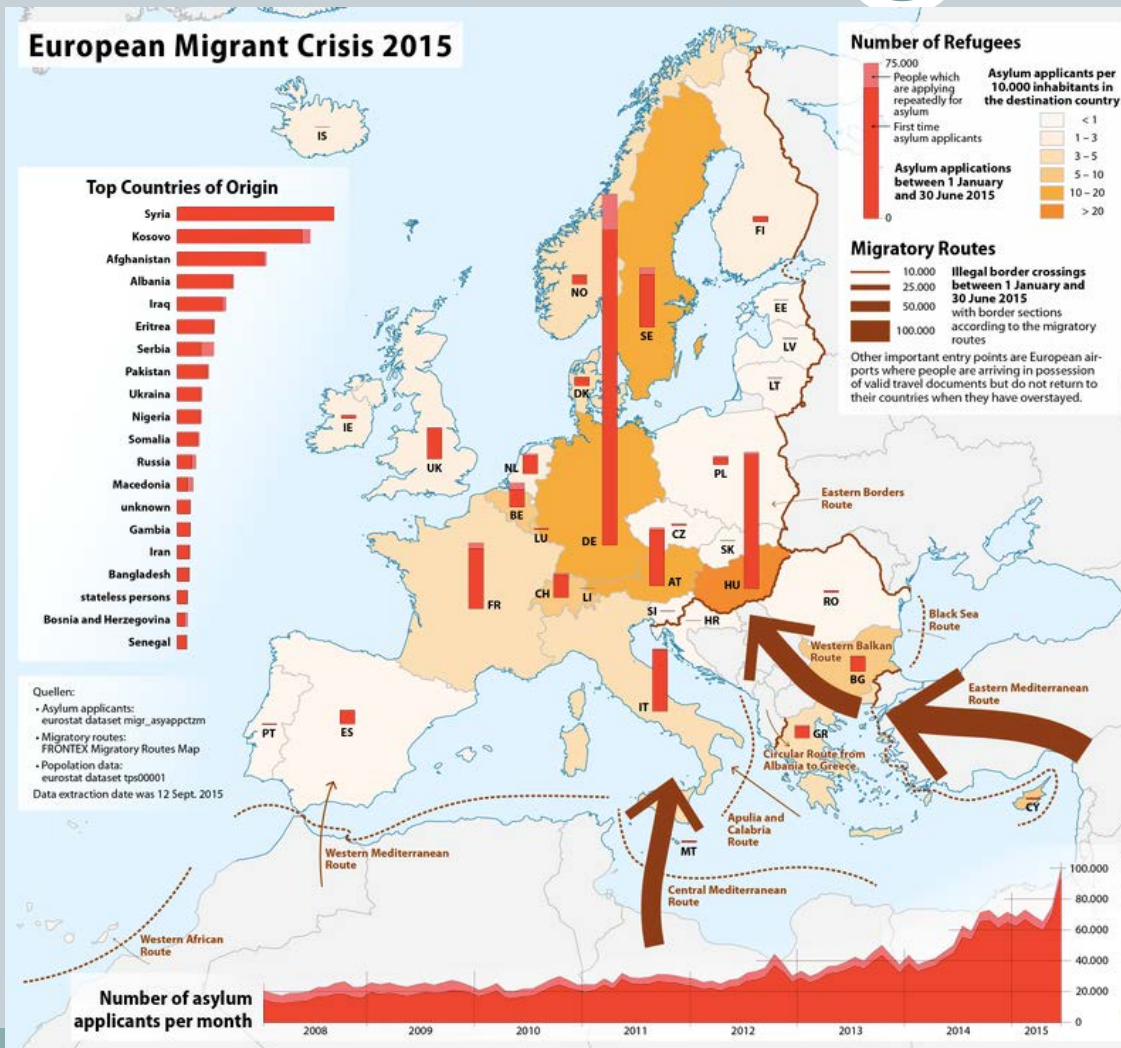 European Migrant Crisis 2015
Number of Refugees
75.000
People which
are applying
repeatedly for
asylum
First time
asylum applicants
Asylum applications
between 1 January
and 30 June 2015
0
Asylum applicants per
10.000 inhabitants in
the destination country
< 1
1 – 3
3 – 5
5 – 10
10 – 20
> 20
Migratory Routes
10.000
25.000
50.000
100.000
Illegal border crossings
between 1 January and
30 June 2015
with border sections
according to the migratory
routes
Other important entry points are European air-
ports where people are arriving in possession
of valid travel documents but do not return to
their countries when they have overstayed.
Top Countries of Origin
Syria
Kosovo
Afghanistan
Albania
Iraq
Eritrea
Serbia
Pakistan
Ukraina
Nigeria
Somalia
Russia
Macedonia
unknown
Gambia
Iran
Bangladesh
stateless persons
Bosnia and Herzegovina
Senegal
Quellen:
• Asylum applicants:
eurostat dataset migr_asyappctzm
• Migratory routes:
FRONTEX Migratory Routes Map
• Population data:
eurostat dataset tps00001
Data extraction date was 12 Sept. 2015
IS
FI
NO
SE
EE
LV
LT
DK
IE
UK
NL
BE
LU
DE
PL
CZ
SK
FR
CH
LI
AT
HU
SI
HR
RO
BG
IT
GR
PT
ES
MT
CY
Eastern Borders
Route
Black Sea
Route
Western Balkan
Route
Eastern Mediterranean
Route
Circular Route from
Albania to Greece
Apulia and
Calabria
Route
Central Mediterranean
Route
Western Mediterranean
Route
Western African
Route
Number of asylum
applicants per month
2008
2009
2010
2011
2012
2013
2014
2015
100.000
80.000
60.000
40.000
20.000
0